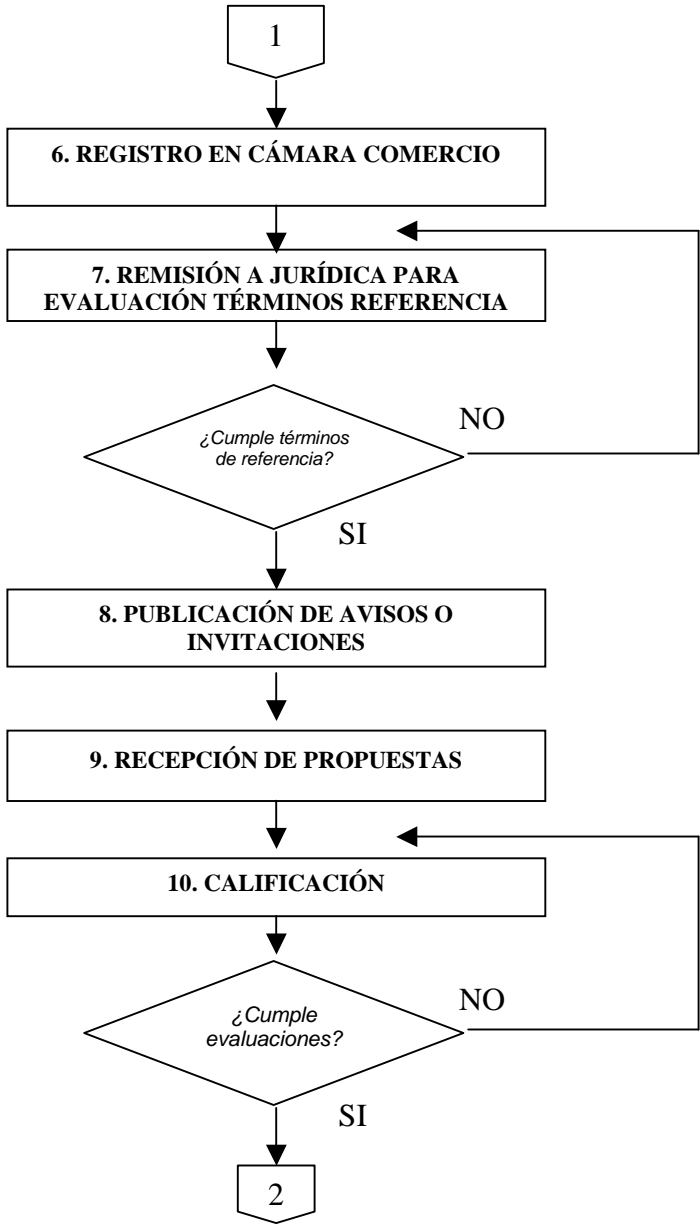 1
6. REGISTRO EN CÁMARA COMERCIO
7. REMISIÓN A JURÍDICA PARA
EVALUACIÓN TÉRMINOS REFERENCIA
¿Cumple términos
de referencia?
NO
SI
8. PUBLICACIÓN DE AVISOS O
INVITACIONES
9. RECEPCIÓN DE PROPUESTAS
10. CALIFICACIÓN
¿Cumple
evaluaciones?
NO
SI
2